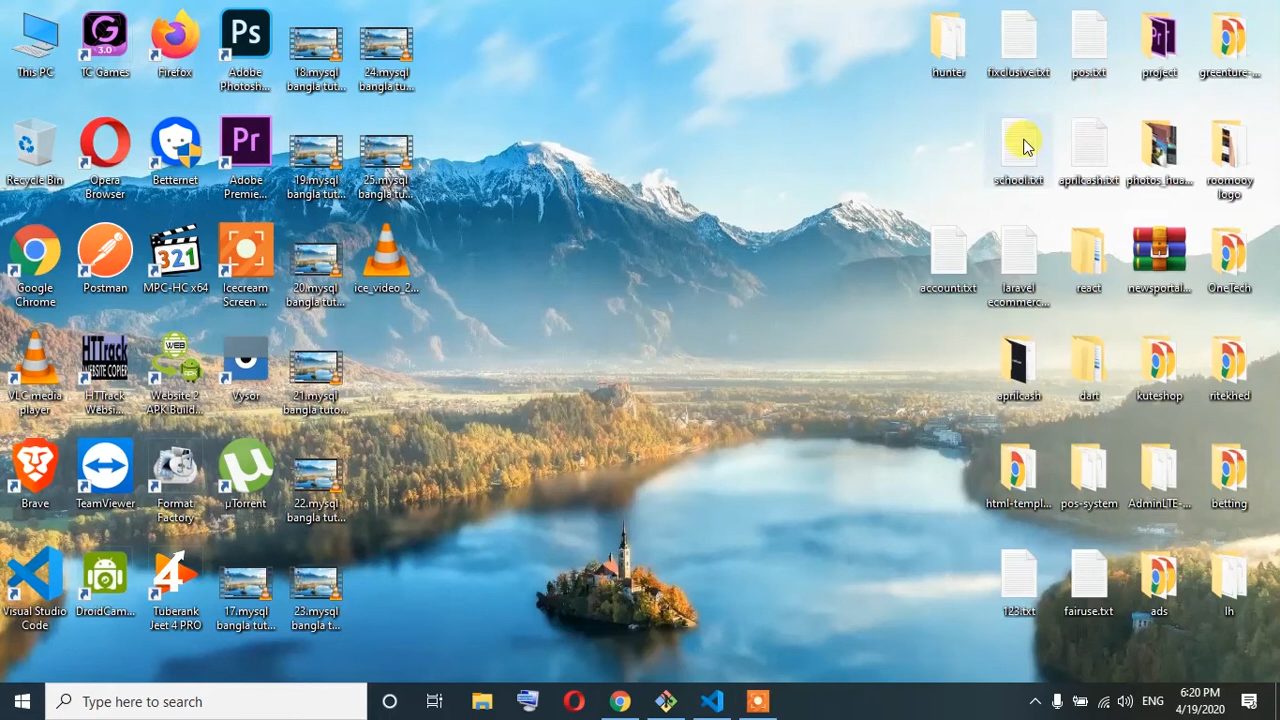 This PC
TC Games
Firefox
Adobe
Photosh...
18.mysql
bangla tut...
24.mysql
bangla tu...
hunter
fixclusive.txt
pos.txt
project
greenture-...
Recycle Bin
Opera
Browser
Betternet
Adobe
Premie...
19.mysql
bangla tut...
25.mysql
bangla tu...
school.txt
aprilcash.txt
photos_hua...
roomooy
logo
Google
Chrome
Postman
MPC-HC x64
Icecream
Screen ...
20.mysql
bangla tut...
ice_video_2...
account.txt
laravel
ecommerc...
react
newsportal...
OneTech
VLC media
player
HTTrack
Websi...
Website 2
APK Build...
Vysor
21.mysql
bangla tuto...
aprilcash
dart
kuteshop
ritekhed
Brave
TeamViewer
Format
Factory
µTorrent
22.mysql
bangla tut...
html-templ...
pos-system
AdminLTE-...
betting
Visual Studio
Code
DroidCam...
Tuberank
Jeet 4 PRO
17.mysql
bangla tut...
23.mysql
bangla t...
123.txt
fairuse.txt
ads
lh
Type here to search
ENG
6:20 PM
4/19/2020